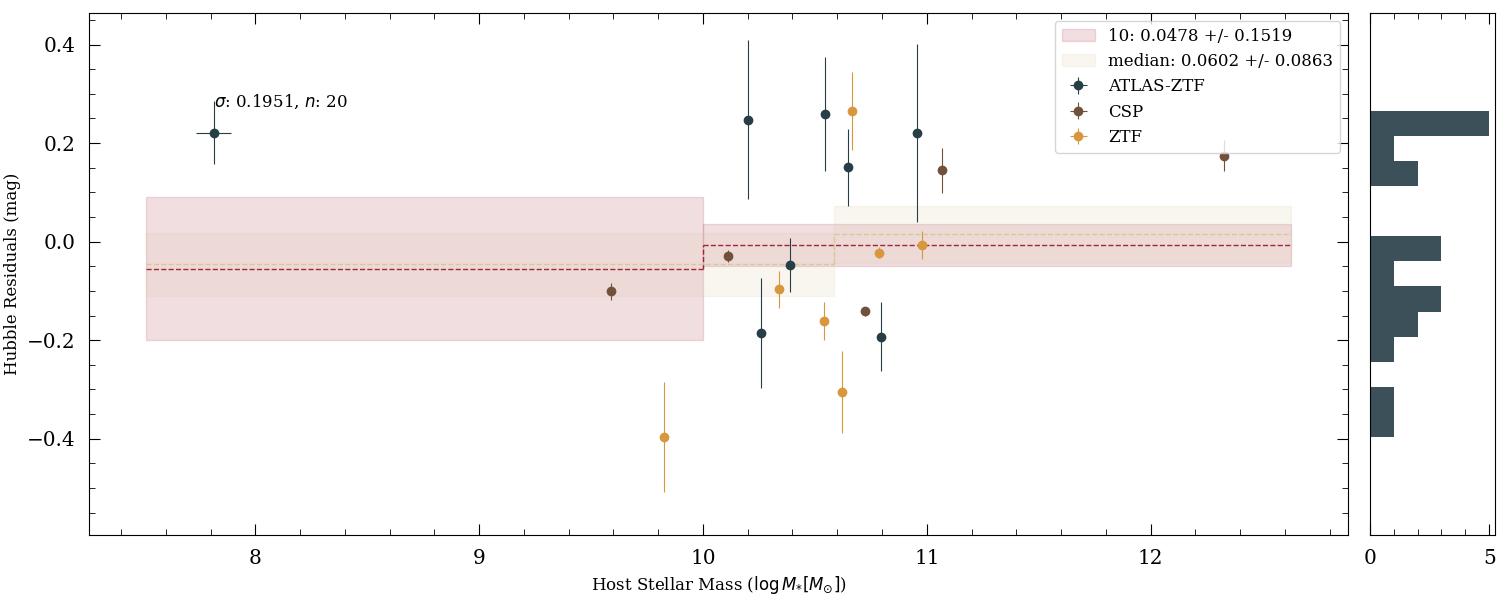 10: 0.0478 +/- 0.1519
median: 0.0602 +/- 0.0863
ATLAS-ZTF
CSP
ZTF
σ: 0.1951, n: 20
Hubble Residuals (mag)
0.4
0.2
0.0
−0.2
−0.4
8 9 10 11 12
0 5
Host Stellar Mass (log M*[M⊙])